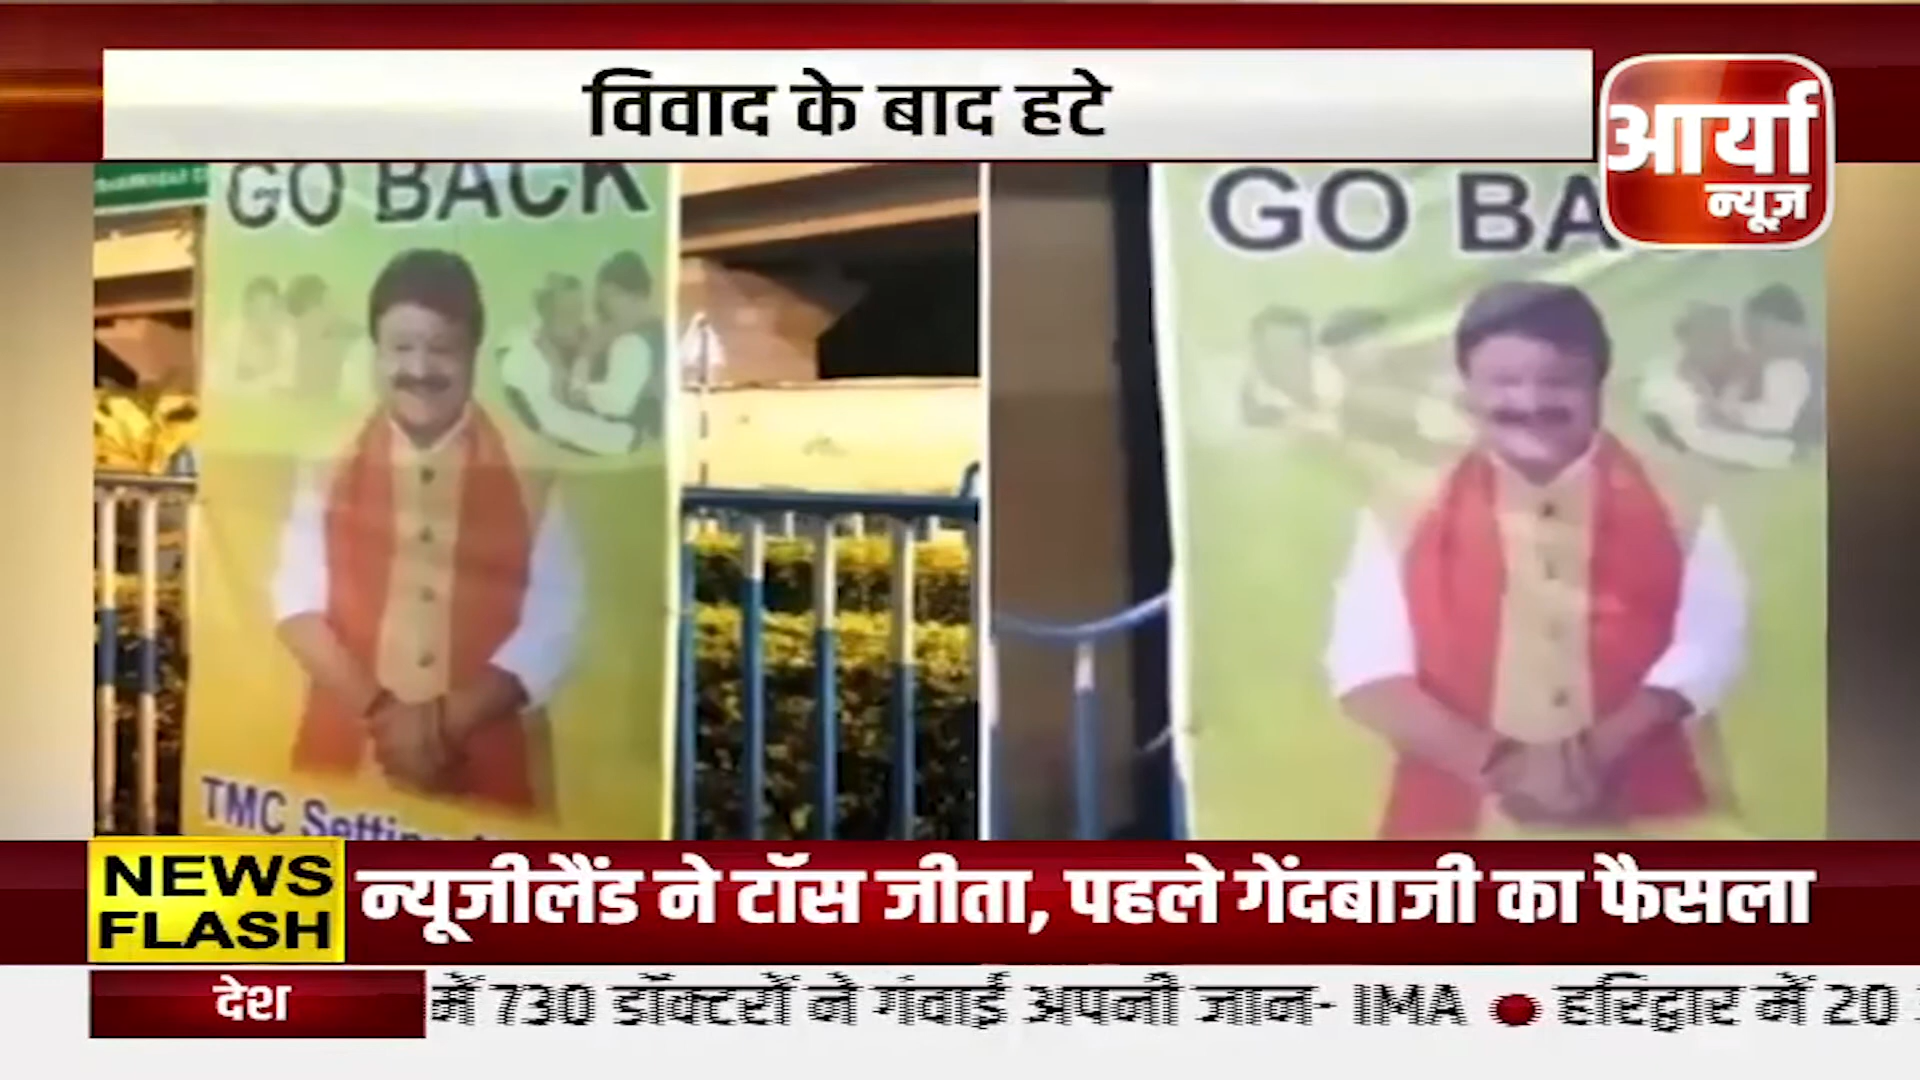 विवाद के बाद हटे
आर्या
न्यूज़
GO BACK
TMC Setting
GO BA
NEWS
FLASH
न्यूजीलैंड ने टॉस जीता, पहले गेंदबाजी का फैसला
देश
में 730 डॉक्टरों ने गंवाई अपनी जान- IMA ● हरिद्वार में 20